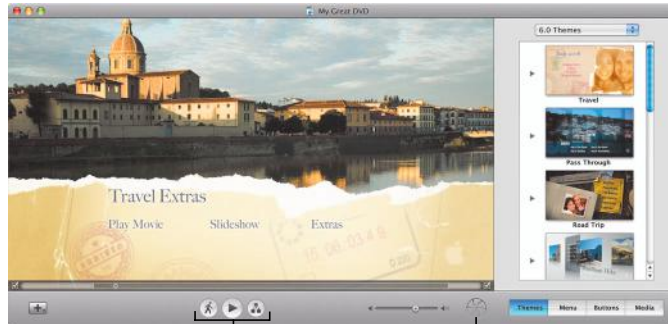 My Great DVD
6.0 Themes
Travel
Pass Through
Road Trip
Travel Extras
Play Movie Slideshow Extras
Themes Menu Buttons Media